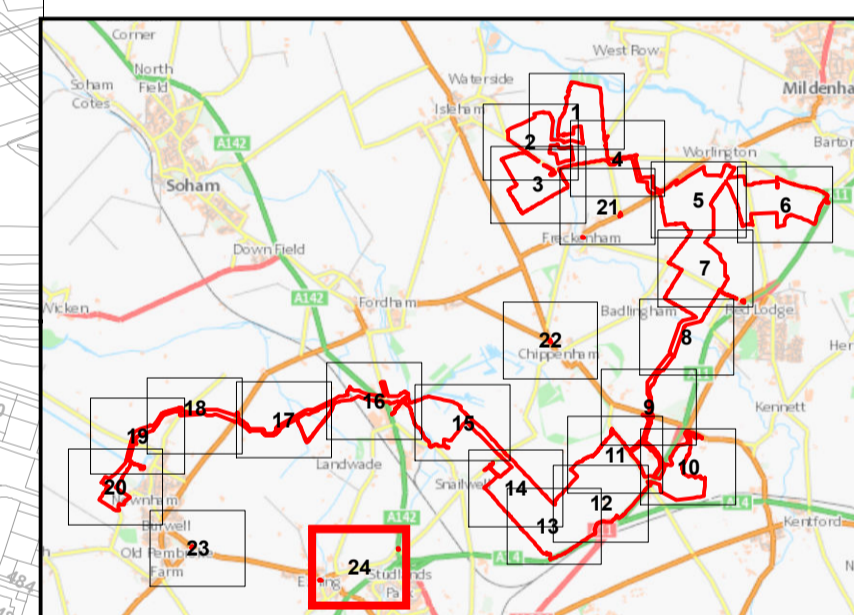 Corner
West Row
North
Field
Waterside
Soham
Cotes
Mildenha
Isleham
1
A142
2
Barton
4
Worlington
Soham
3
5
6
A11
21
Freckenham
Down Field
7
A142
Fordham
Wicken
Badlingham
Red Lodge
22
8
Her
Chippenham
A11
16
9
Kennett
18
17
15
19
11
Landwade
10
Snailwell
20
14
Newnham
12
A14
A142
13
Kentford
Burwell
23
Old Pembroke
Farm
A14
24
Studlands
Park
484